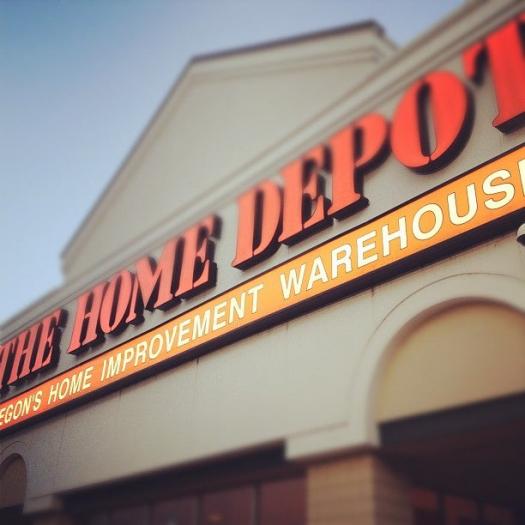 THE HOME DEPOT
EGON'S HOME IMPROVEMENT WAREHOUS